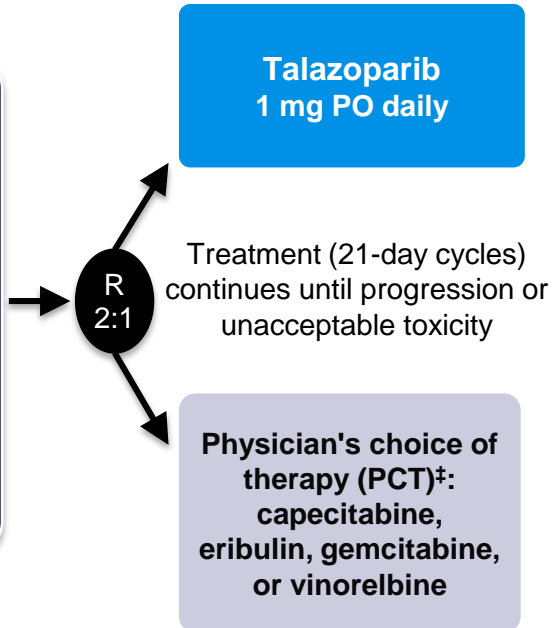 Talazoparib
1 mg PO daily
R
2:1
Treatment (21-day cycles)
continues until progression or
unacceptable toxicity
Physician's choice of
therapy (PCT)‡:
capecitabine,
eribulin, gemcitabine,
or vinorelbine